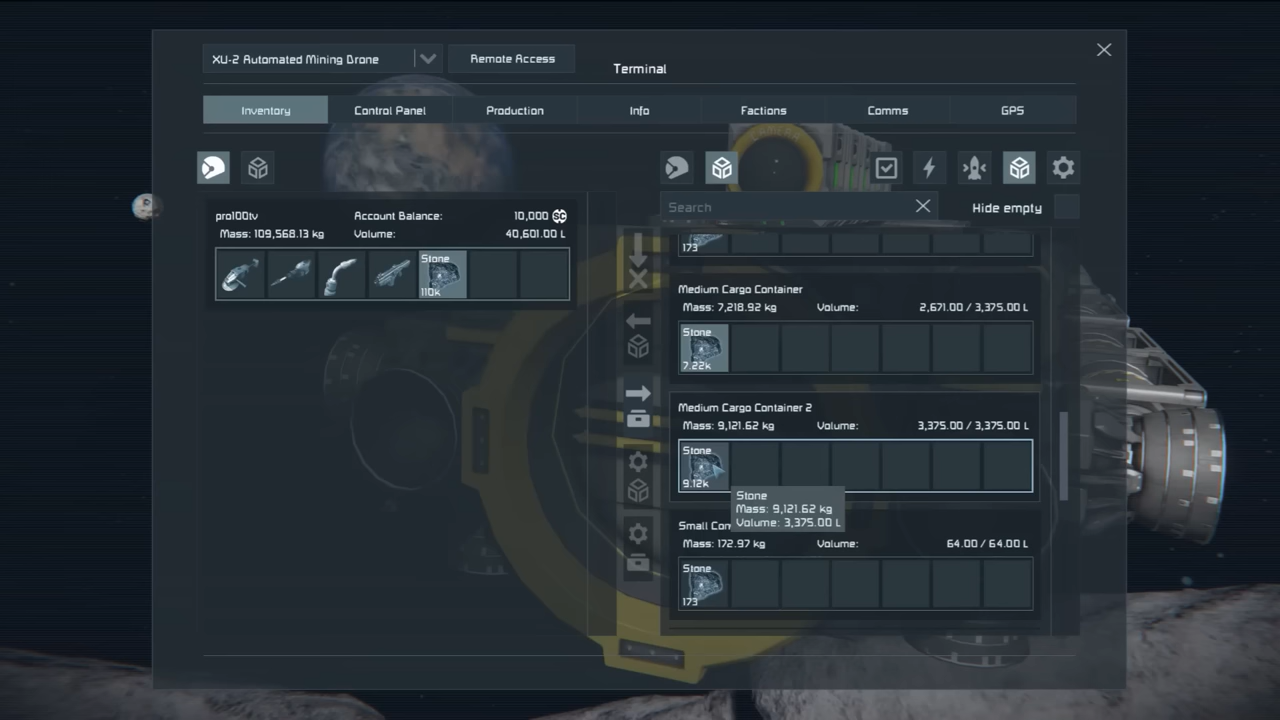 XU-2 Automated Mining Drone
Remote Access
Terminal
Inventory
Control Panel
Production
Info
Factions
Comms
GPS
CAMERA
pro100tv
Account Balance: 10,000 SC
Mass: 109,568.13 kg
Volume: 40,601.00 L
Stone
110k
Search
Hide empty
173
Medium Cargo Container
Mass: 7,218.92 kg
Volume: 2,671.00 / 3,375.00 L
Stone
7.22k
Medium Cargo Container 2
Mass: 9,121.62 kg
Volume: 3,375.00 / 3,375.00 L
Stone
9.12k
Stone
Mass: 9,121.62 kg
Volume: 3,375.00 L
Small Con
Mass: 172.97 kg
Volume: 64.00 / 64.00 L
Stone
173